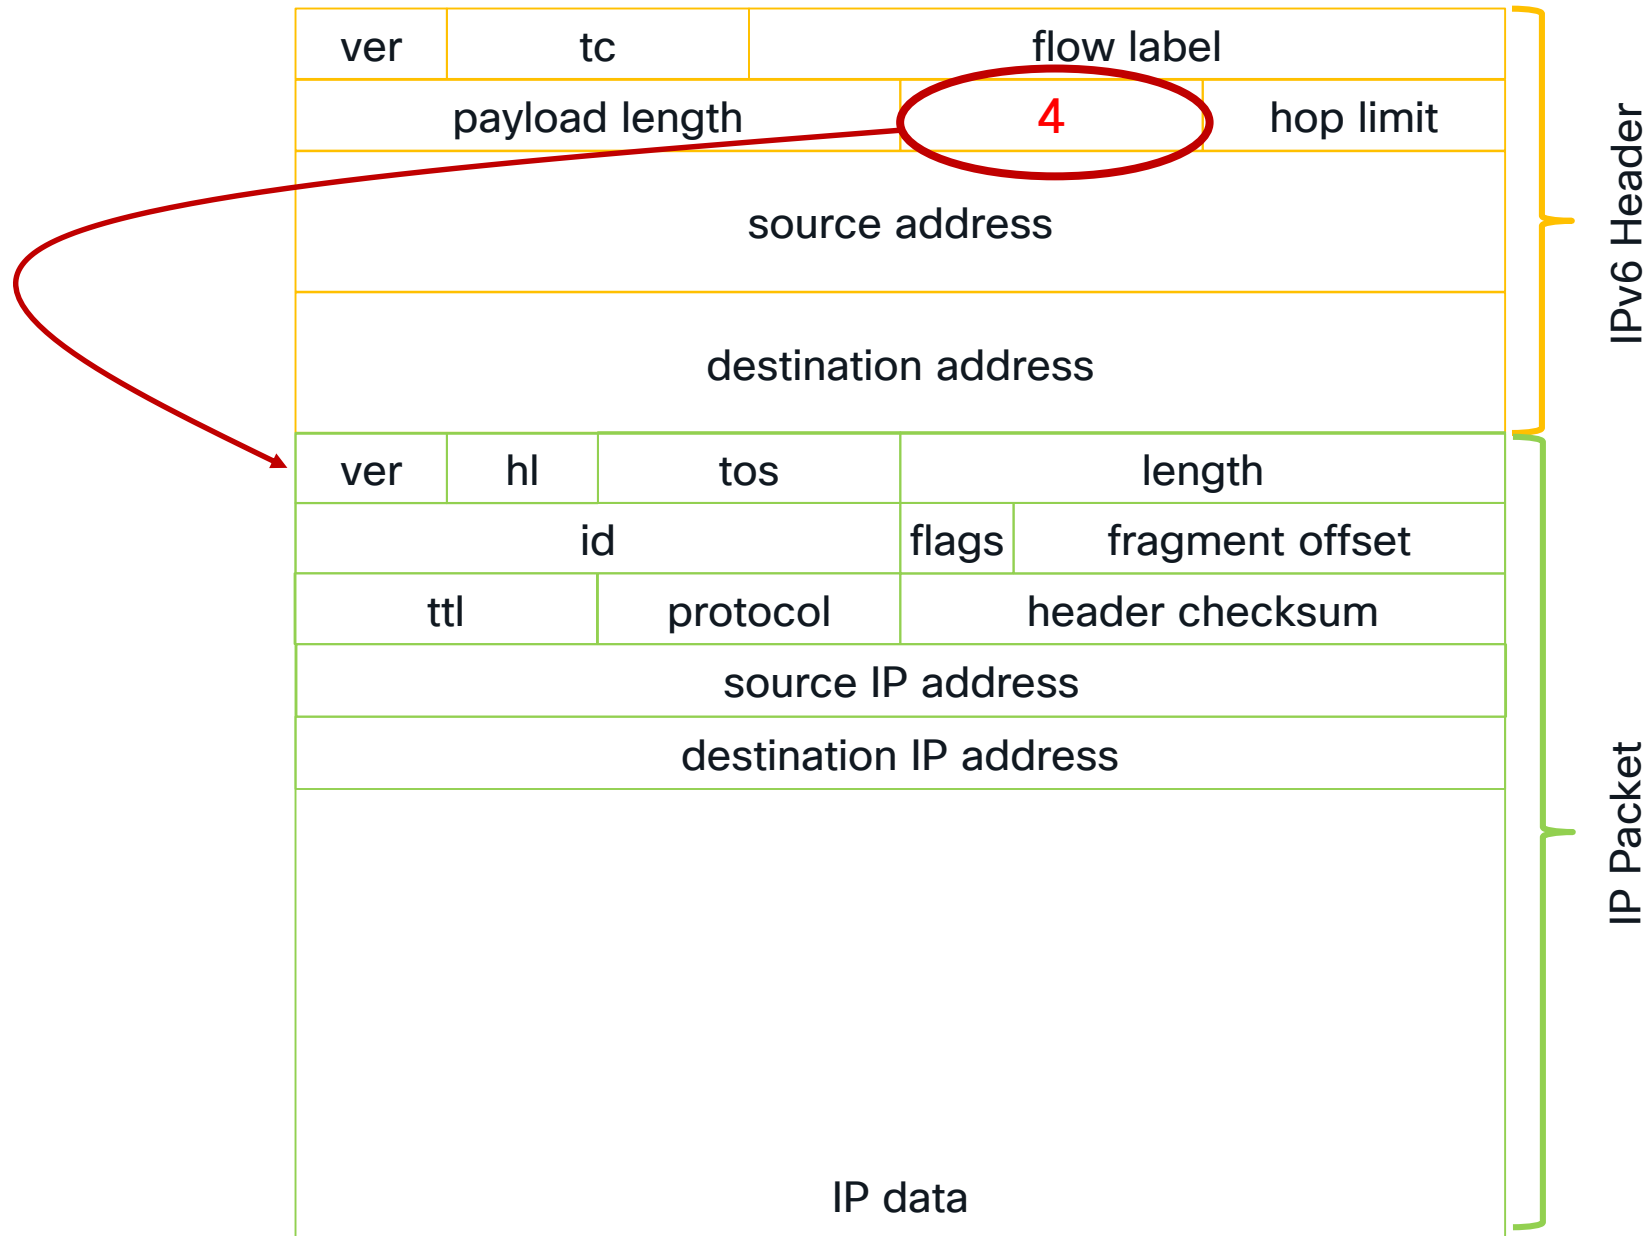 ver tc flow label
payload length 4 hop limit
source address
destination address
IPv6 Header
ver hl tos length
id flags fragment offset
ttl protocol header checksum
source IP address
destination IP address
IP data
IP Packet